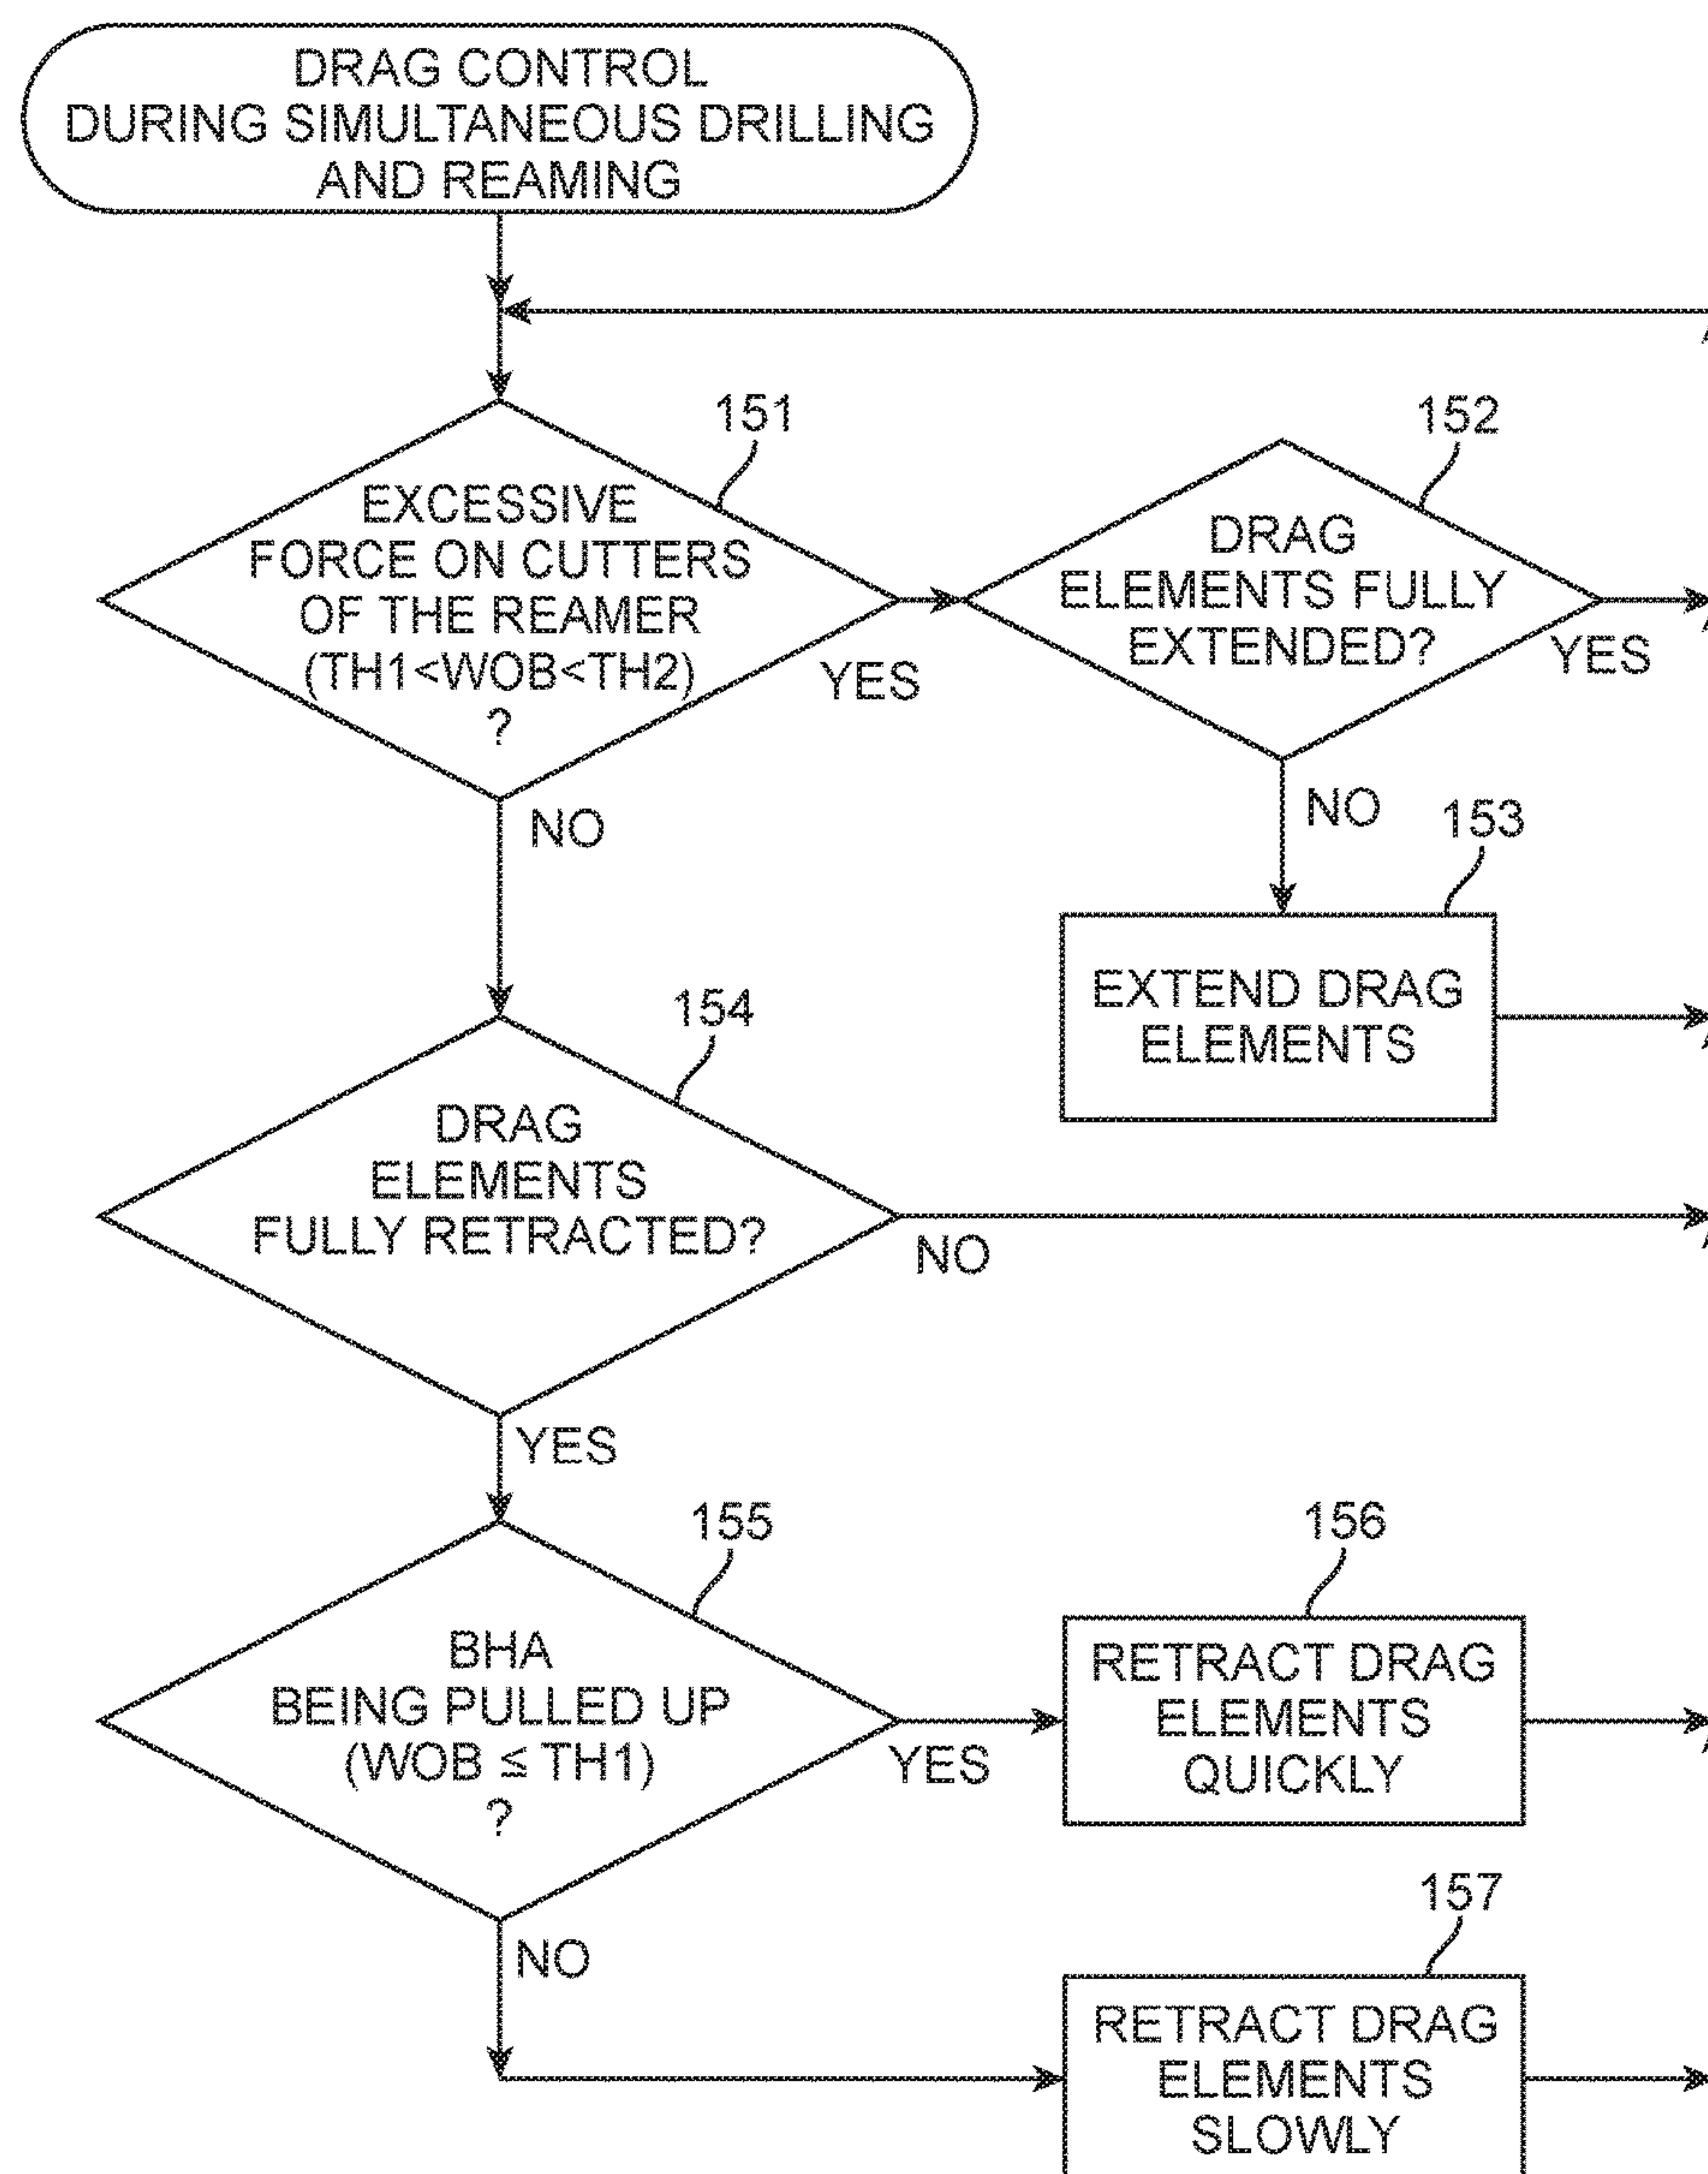 DRAG CONTROL
DURING SIMULTANEOUS DRILLING
AND REAMING
151
EXCESSIVE
FORCE ON CUTTERS
OF THE REAMER
(TH1<WOB<TH2)
?
YES
NO
152
DRAG
ELEMENTS FULLY
EXTENDED?
YES
NO
153
EXTEND DRAG
ELEMENTS
154
DRAG
ELEMENTS
FULLY RETRACTED?
NO
YES
155
BHA
BEING PULLED UP
(WOB ≤ TH1)
?
YES
NO
156
RETRACT DRAG
ELEMENTS
QUICKLY
157
RETRACT DRAG
ELEMENTS
SLOWLY